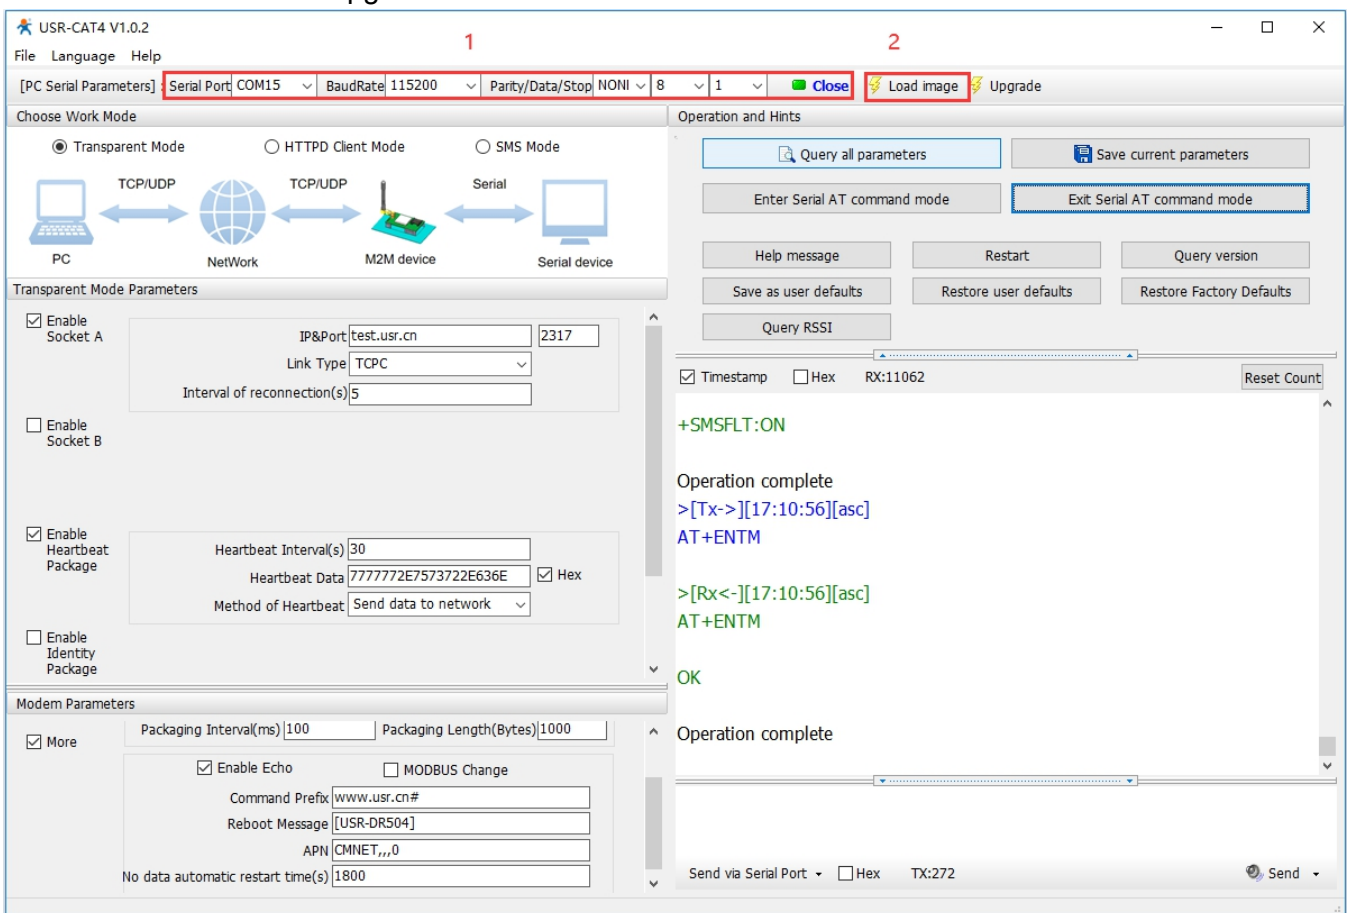 USR-CAT4 V1.0.2
1
2
File Language Help
[PC Serial Parameters] : Serial Port COM15 BaudRate 115200 Parity/Data/Stop NONI 8 1 Close Load image Upgrade
Choose Work Mode
Transparent Mode HTTPD Client Mode SMS Mode
TCP/UDP TCP/UDP Serial
PC NetWork M2M device Serial device
Transparent Mode Parameters
Enable
Socket A
IP&Port test.usr.cn 2317
Link Type TCPC
Interval of reconnection(s) 5
Enable
Socket B
Enable
Heartbeat
Package
Heartbeat Interval(s) 30
Heartbeat Data 7777772E7573722E636E Hex
Method of Heartbeat Send data to network
Enable
Identity
Package
Modem Parameters
More
Packaging Interval(ms) 100 Packaging Length(Bytes) 1000
Enable Echo MODBUS Change
Command Prefix www.usr.cn#
Reboot Message [USR-DR504]
APN CMNET,,,0
No data automatic restart time(s) 1800
Operation and Hints
Query all parameters Save current parameters
Enter Serial AT command mode Exit Serial AT command mode
Help message Restart Query version
Save as user defaults Restore user defaults Restore Factory Defaults
Query RSSI
Timestamp Hex RX:11062 Reset Count
+SMSFLT:ON
Operation complete
>[Tx->][17:10:56][asc]
AT+ENTM
>[Rx<-][17:10:56][asc]
AT+ENTM
OK
Operation complete
Send via Serial Port Hex TX:272 Send